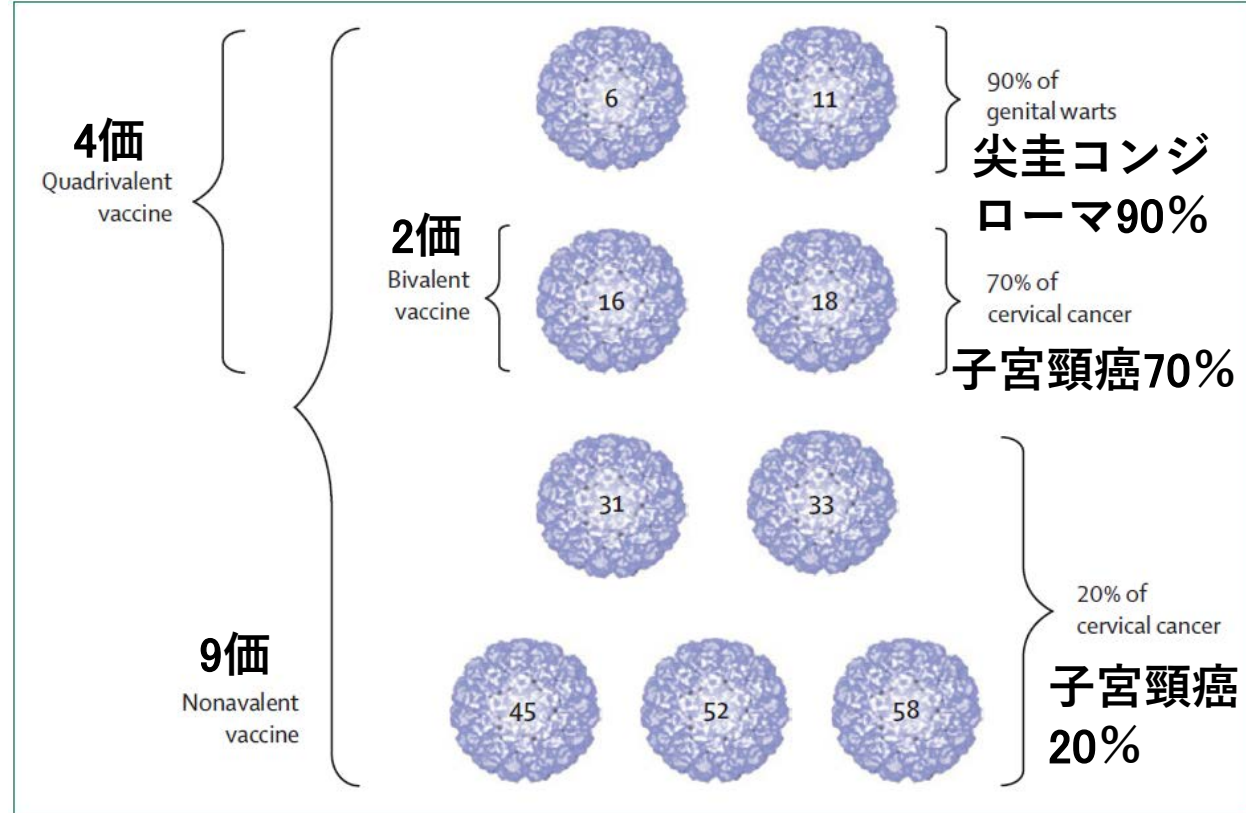 6
11
90% of
genital warts
尖圭コンジ
ローマ90%
4価
Quadrivalent
vaccine
2価
Bivalent
vaccine
16
18
70% of
cervical cancer
子宮頸癌70%
31
33
20% of
cervical cancer
子宮頸癌
20%
9価
Nonavalent
vaccine
45
52
58